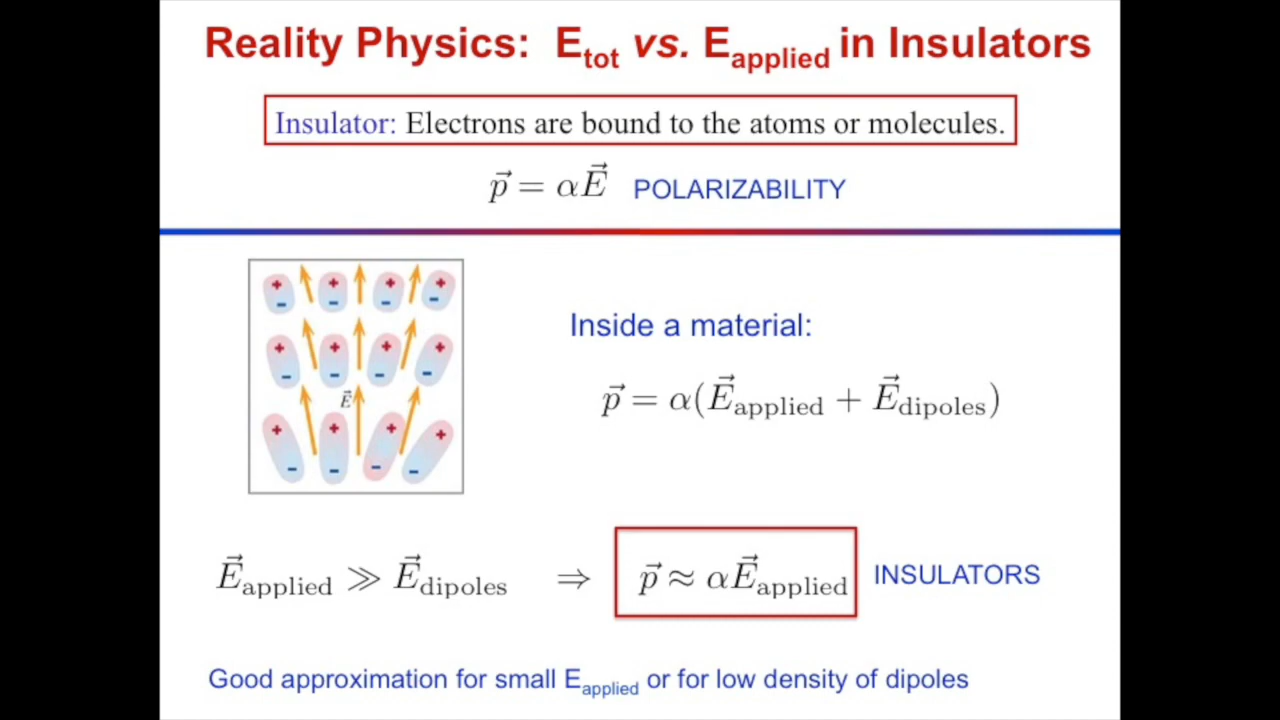 Reality Physics: E_tot vs. E_applied in Insulators
Insulator: Electrons are bound to the atoms or molecules.
p⃗ = αE⃗ POLARIZABILITY
+ + + +
− − − −
+ + + +
− − − −
E⃗
+ + + +
− − − −
Inside a material:
p⃗ = α(E⃗_applied + E⃗_dipoles)
E⃗_applied ≫ E⃗_dipoles ⇒ p⃗ ≈ αE⃗_applied INSULATORS
Good approximation for small E_applied or for low density of dipoles